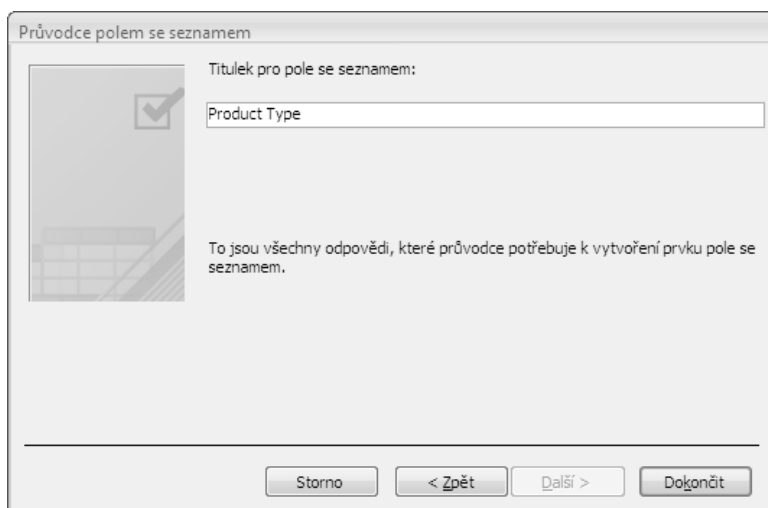 Průvodce polem se seznamem
Titulek pro pole se seznamem:
Product Type
To jsou všechny odpovědi, které průvodce potřebuje k vytvoření prvku pole se
seznamem.
Storno
< Zpět
Další >
Dokončit